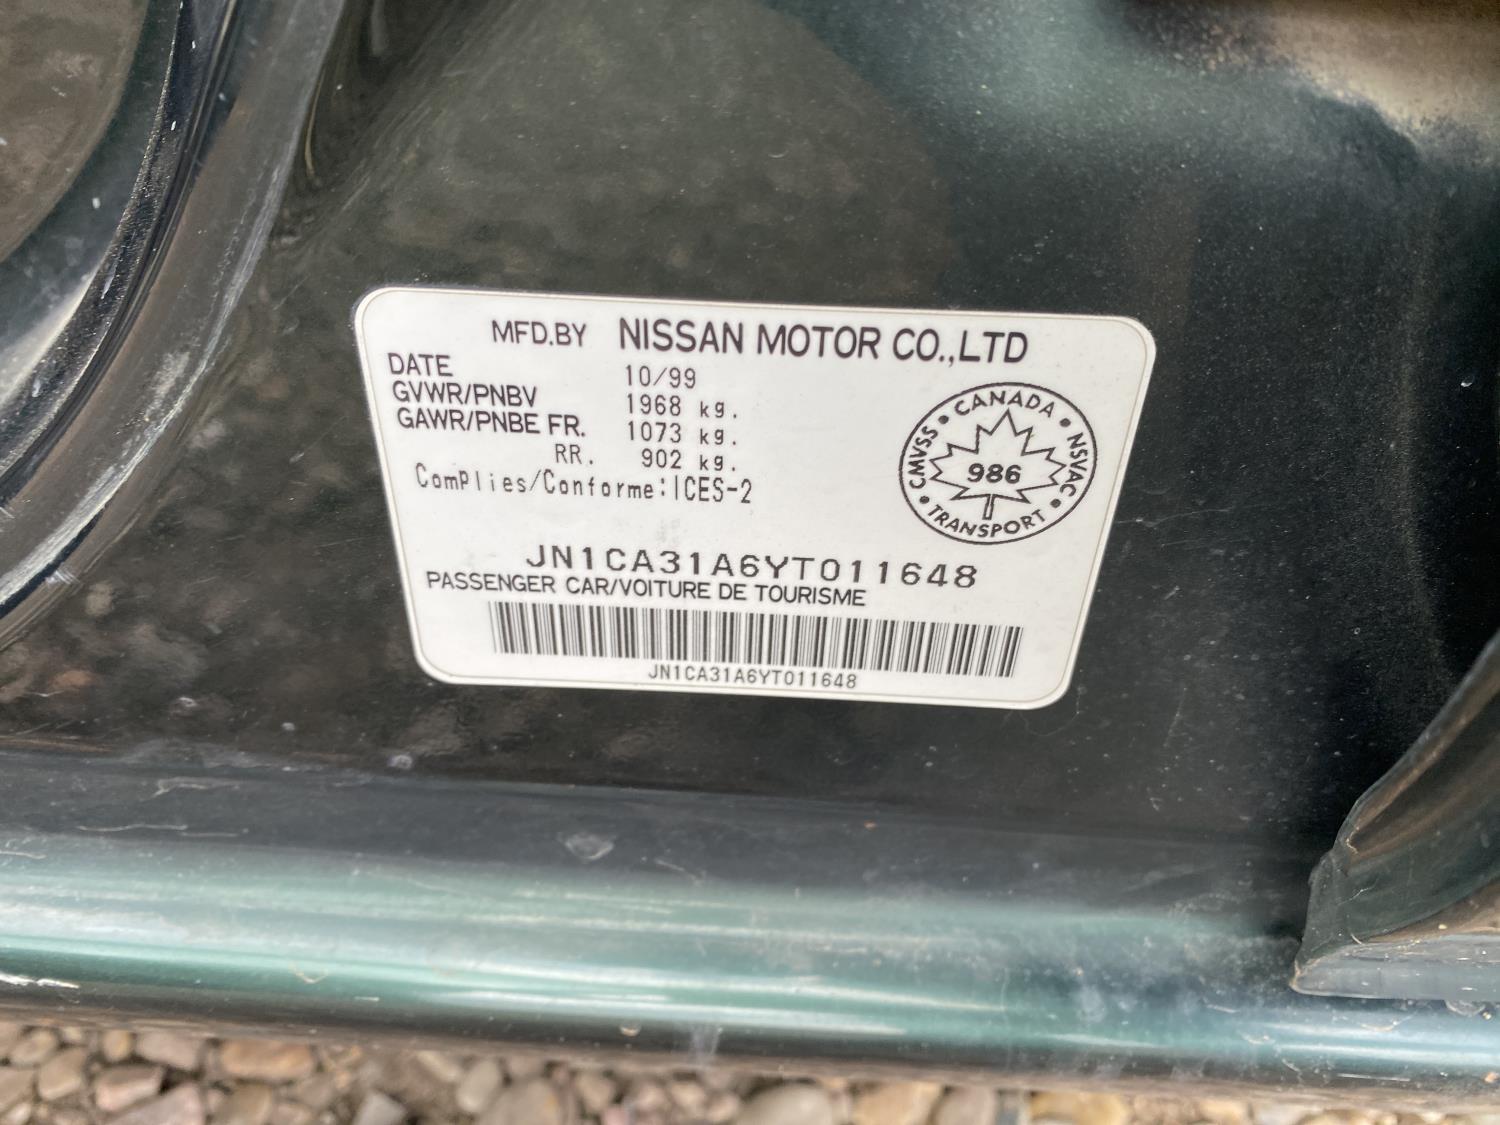 MFD.BY NISSAN MOTOR CO.,LTD
DATE 10/99
GVWR/PNBV 1968 kg.
GAWR/PNBE FR. 1073 kg.
RR. 902 kg.
ComPlies/Conforme:ICES-2
CANADA
CMVSS
986
NSVAC
TRANSPORT
JN1CA31A6YT011648
PASSENGER CAR/VOITURE DE TOURISME
JN1CA31A6YT011648